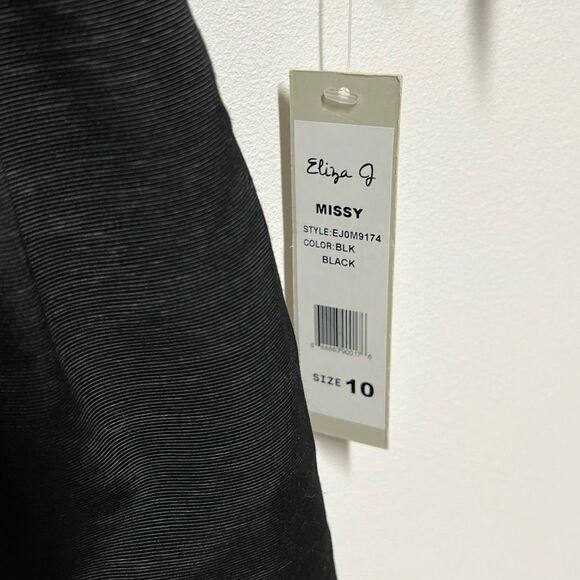 Eliza J
MISSY
STYLE:EJ0M9174
COLOR:BLK
BLACK
SIZE 10